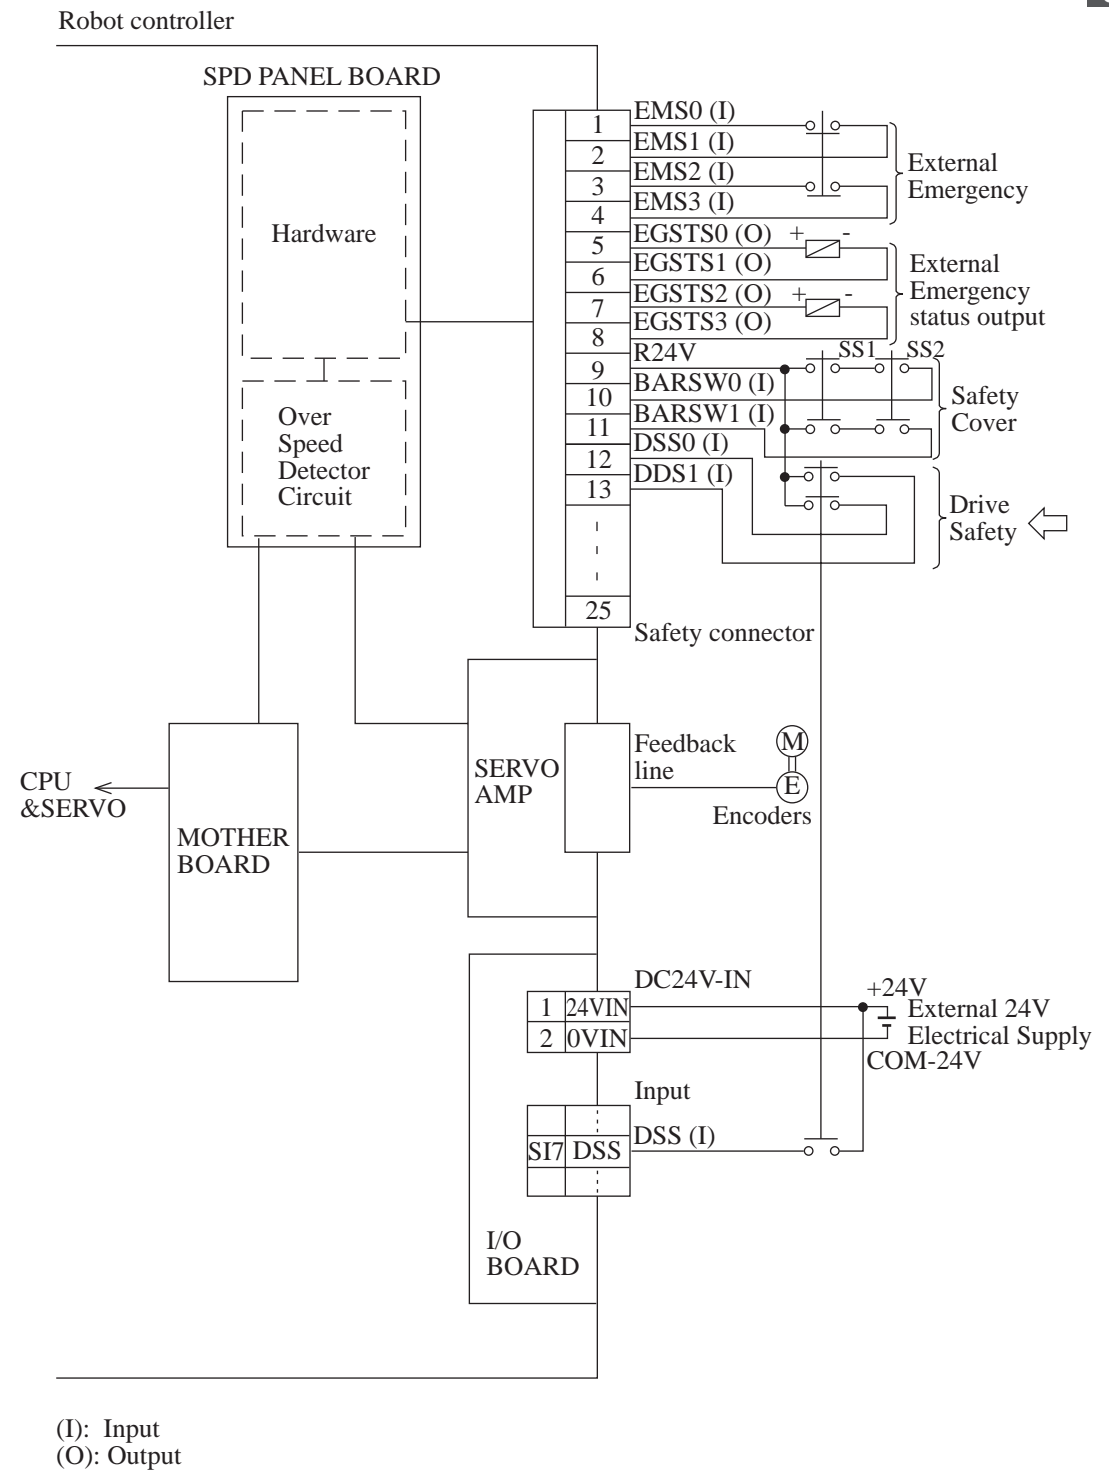 Robot controller
SPD PANEL BOARD
Hardware
Over
Speed
Detector
Circuit
1
2
3
4
5
6
7
8
9
10
11
12
13
25
EMS0 (I)
EMS1 (I)
EMS2 (I)
EMS3 (I)
EGSTS0 (O)
+ -
EGSTS1 (O)
EGSTS2 (O)
+ -
EGSTS3 (O)
R24V
SS1 SS2
BARSW0 (I)
BARSW1 (I)
DSS0 (I)
DDS1 (I)
External
Emergency
External
Emergency
status output
Safety
Cover
Drive
Safety
Safety connector
CPU
&SERVO
MOTHER
BOARD
SERVO
AMP
Feedback
line
M
E
Encoders
DC24V-IN
1 24VIN
2 0VIN
+24V
External 24V
Electrical Supply
COM-24V
Input
DSS (I)
SI7 DSS
I/O
BOARD
(I): Input
(O): Output